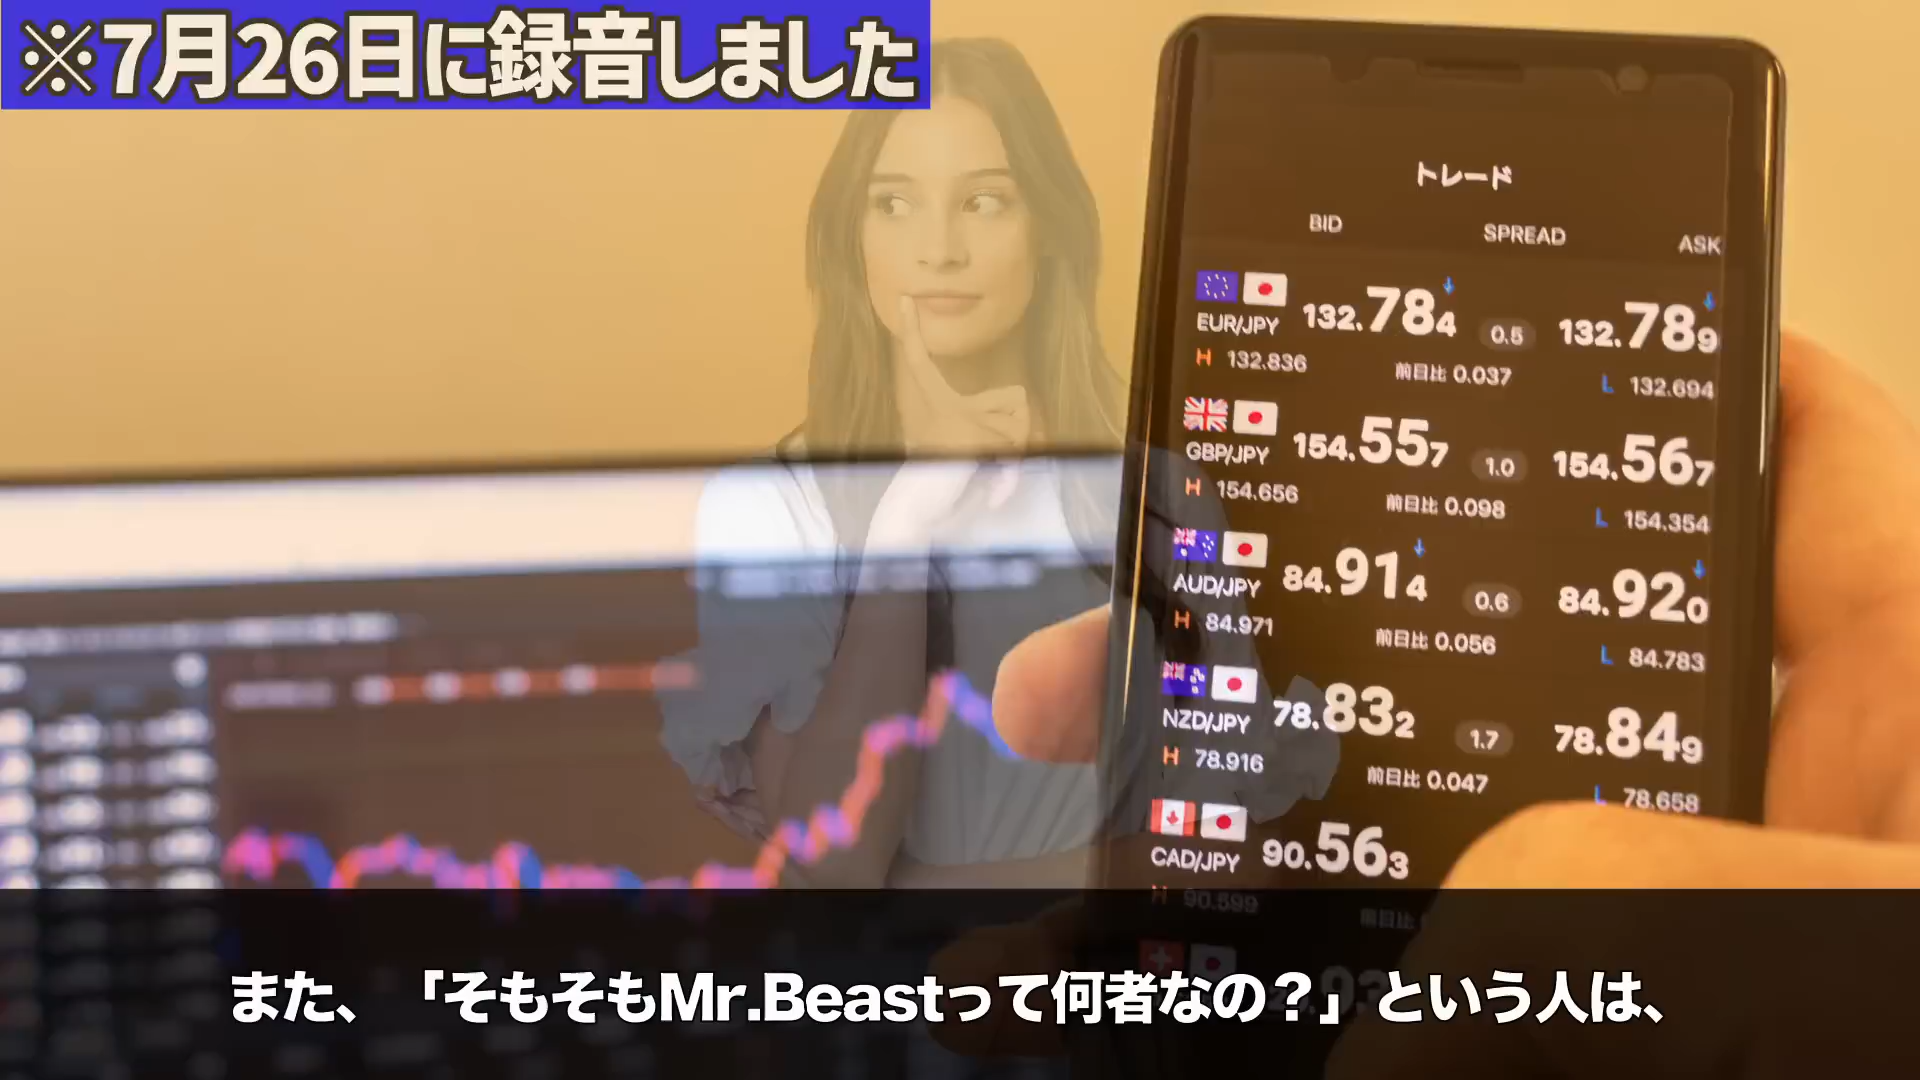 ※7月26日に録音しました
トレード
BID SPREAD ASK
EUR/JPY 132.784 0.5 132.789
H 132.836 前日比 0.037 L 132.694
GBP/JPY 154.557 1.0 154.567
H 154.656 前日比 0.098 L 154.354
AUD/JPY 84.914 0.6 84.920
H 84.971 前日比 0.056 L 84.783
NZD/JPY 78.832 1.7 78.849
H 78.916 前日比 0.047 L 78.658
CAD/JPY 90.563
H 90.599 前日比
また、「そもそもMr.Beastって何者なの？」という人は、